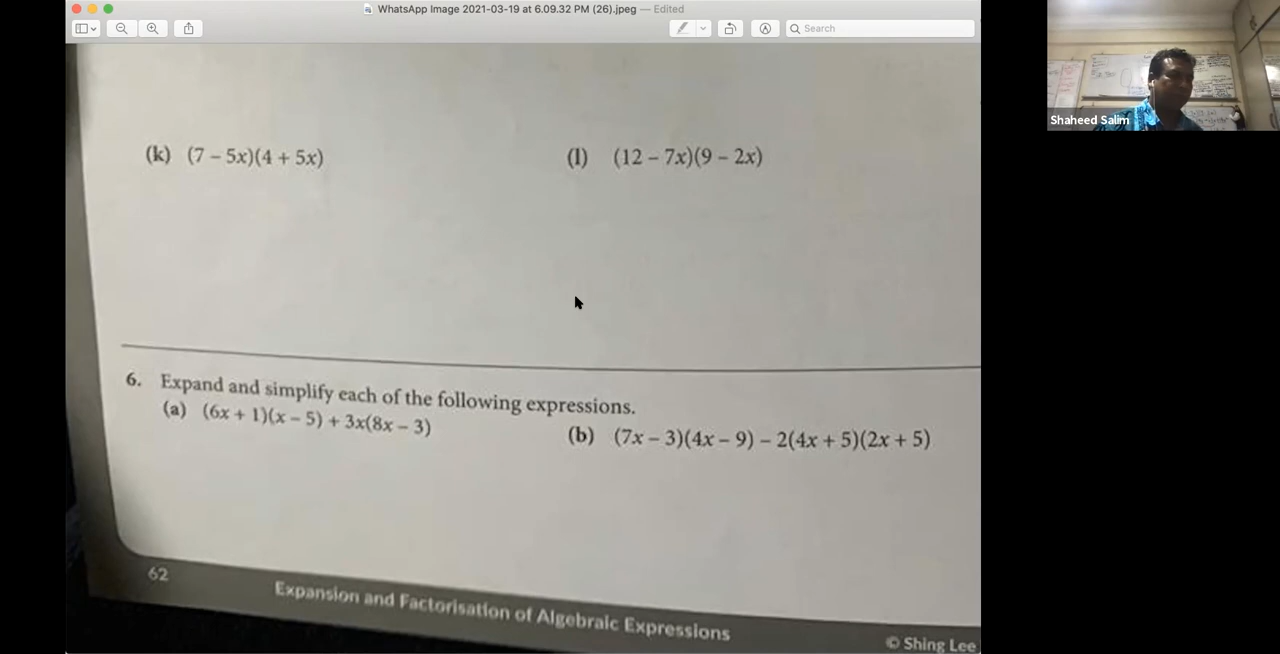 WhatsApp Image 2021-03-19 at 6.09.32 PM (26).jpeg — Edited
Search
Shaheed Salim
(k) (7 – 5x)(4 + 5x)
(l) (12 – 7x)(9 – 2x)
6. Expand and simplify each of the following expressions.
(a) (6x + 1)(x – 5) + 3x(8x – 3)
(b) (7x – 3)(4x – 9) – 2(4x + 5)(2x + 5)
62
Expansion and Factorisation of Algebraic Expressions
© Shing Lee